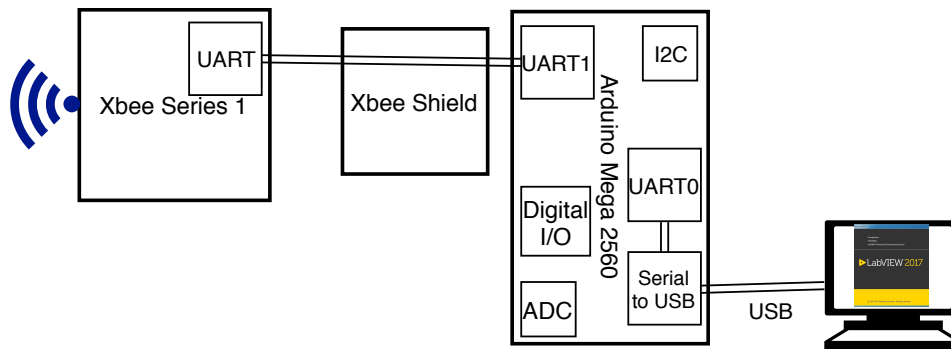 UART
Xbee Series 1
Xbee Shield
UART1
I2C
Arduino Mega 2560
UART0
Digital
I/O
Serial
to USB
ADC
USB
LabVIEW 2017